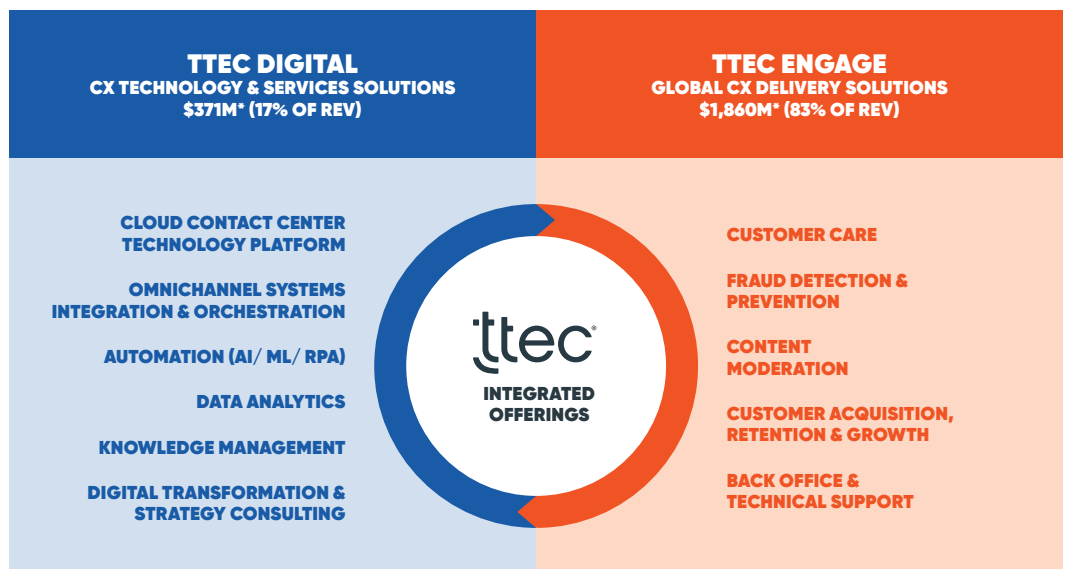 TTEC DIGITAL
CX TECHNOLOGY & SERVICES SOLUTIONS
$371M* (17% OF REV)
TTEC ENGAGE
GLOBAL CX DELIVERY SOLUTIONS
$1,860M* (83% OF REV)
CLOUD CONTACT CENTER
TECHNOLOGY PLATFORM
OMNICHANNEL SYSTEMS
INTEGRATION & ORCHESTRATION
AUTOMATION (AI/ ML/ RPA)
DATA ANALYTICS
KNOWLEDGE MANAGEMENT
DIGITAL TRANSFORMATION &
STRATEGY CONSULTING
ttec®
INTEGRATED
OFFERINGS
CUSTOMER CARE
FRAUD DETECTION &
PREVENTION
CONTENT
MODERATION
CUSTOMER ACQUISITION,
RETENTION & GROWTH
BACK OFFICE &
TECHNICAL SUPPORT